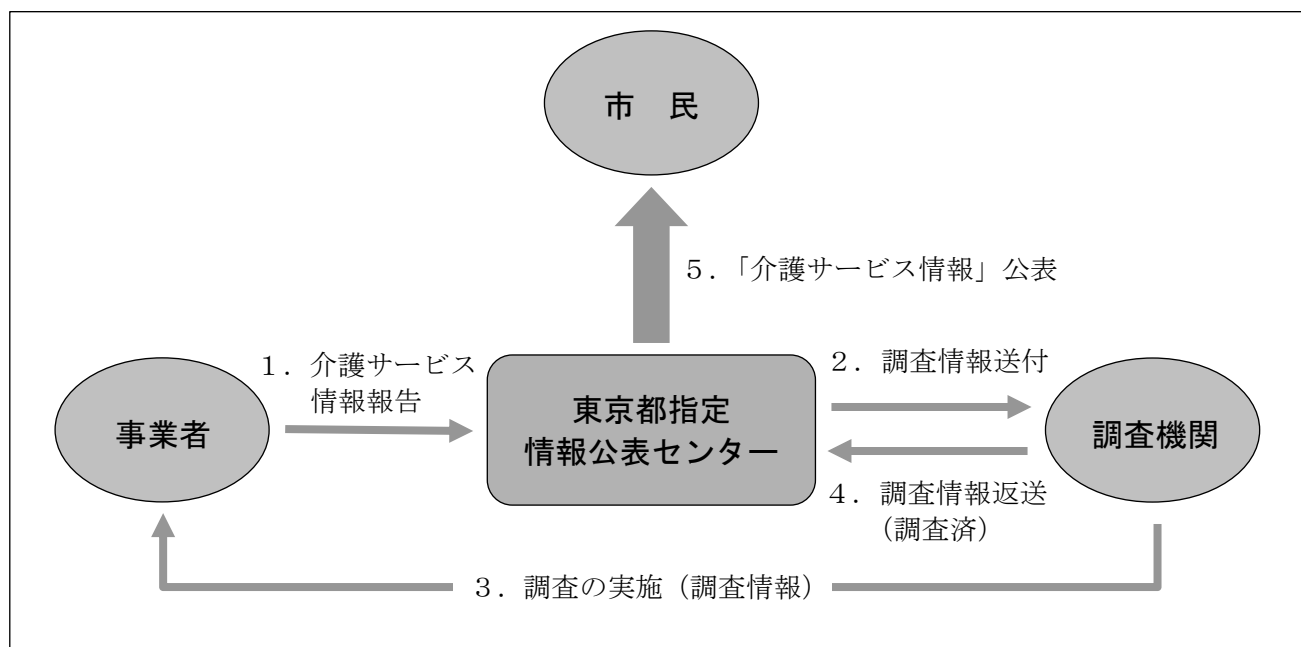 市　民
５．「介護サービス情報」公表
１．介護サービス
情報報告
２．調査情報送付
事業者
東京都指定
情報公表センター
調査機関
４．調査情報返送
（調査済）
３．調査の実施（調査情報）